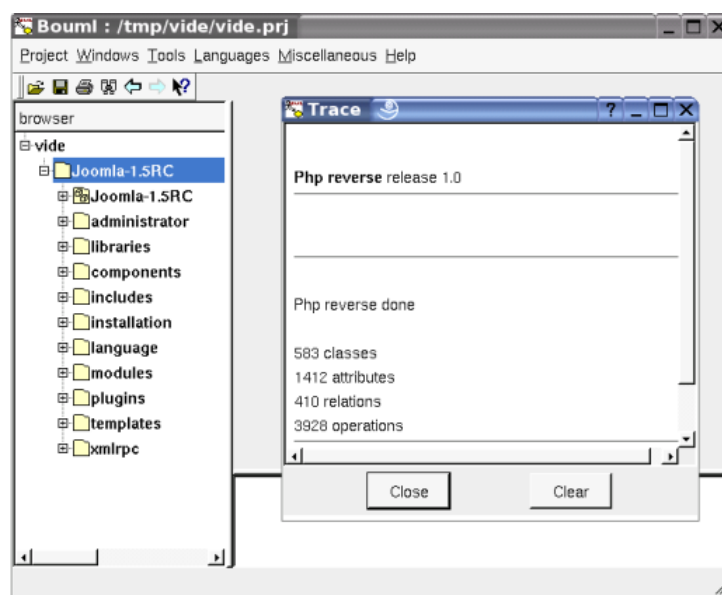 Bouml : /tmp/vide/vide.prj
Project Windows Tools Languages Miscellaneous Help
browser
vide
Joomla-1.5RC
Joomla-1.5RC
administrator
libraries
components
includes
installation
language
modules
plugins
templates
xmlrpc
Trace
Php reverse release 1.0
Php reverse done
583 classes
1412 attributes
410 relations
3928 operations
Close Clear